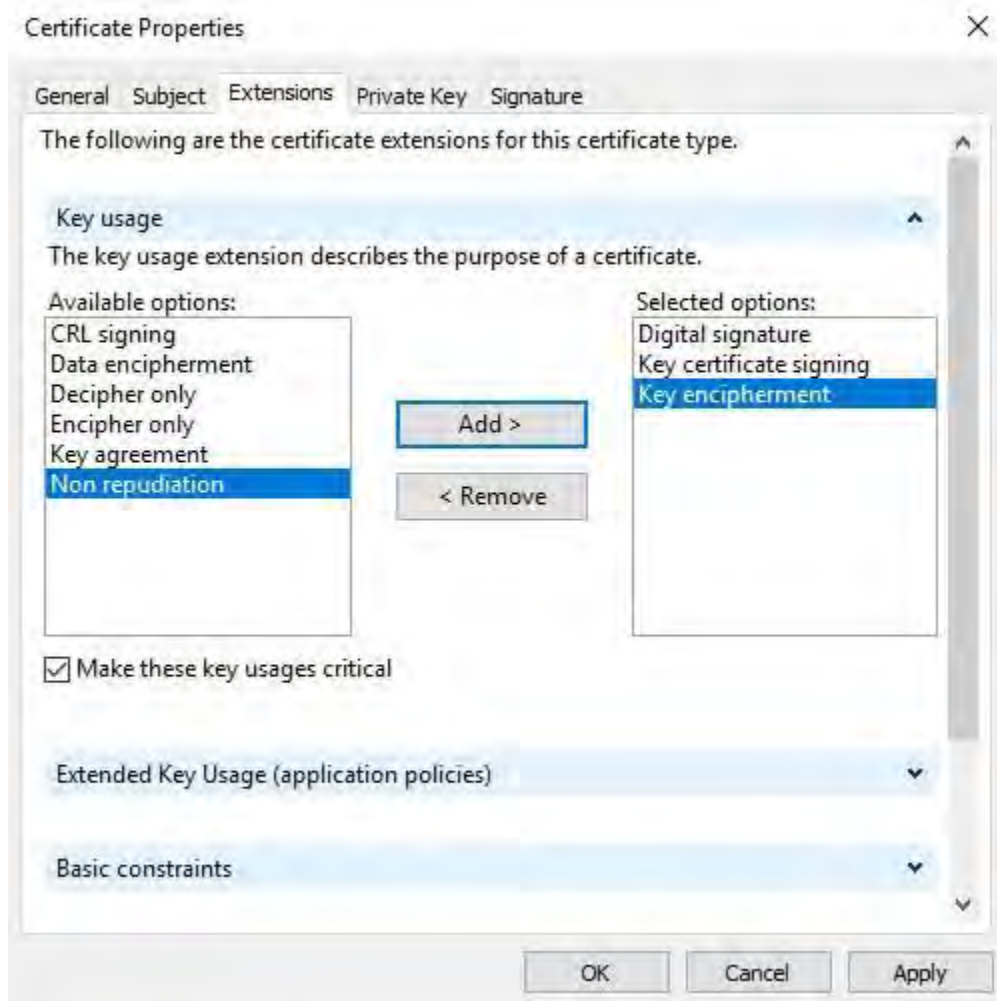 Certificate Properties
General Subject Extensions Private Key Signature
The following are the certificate extensions for this certificate type.
Key usage
The key usage extension describes the purpose of a certificate.
Available options:
CRL signing
Data encipherment
Decipher only
Encipher only
Key agreement
Non repudiation
Add >
< Remove
Selected options:
Digital signature
Key certificate signing
Key encipherment
Make these key usages critical
Extended Key Usage (application policies)
Basic constraints
OK Cancel Apply